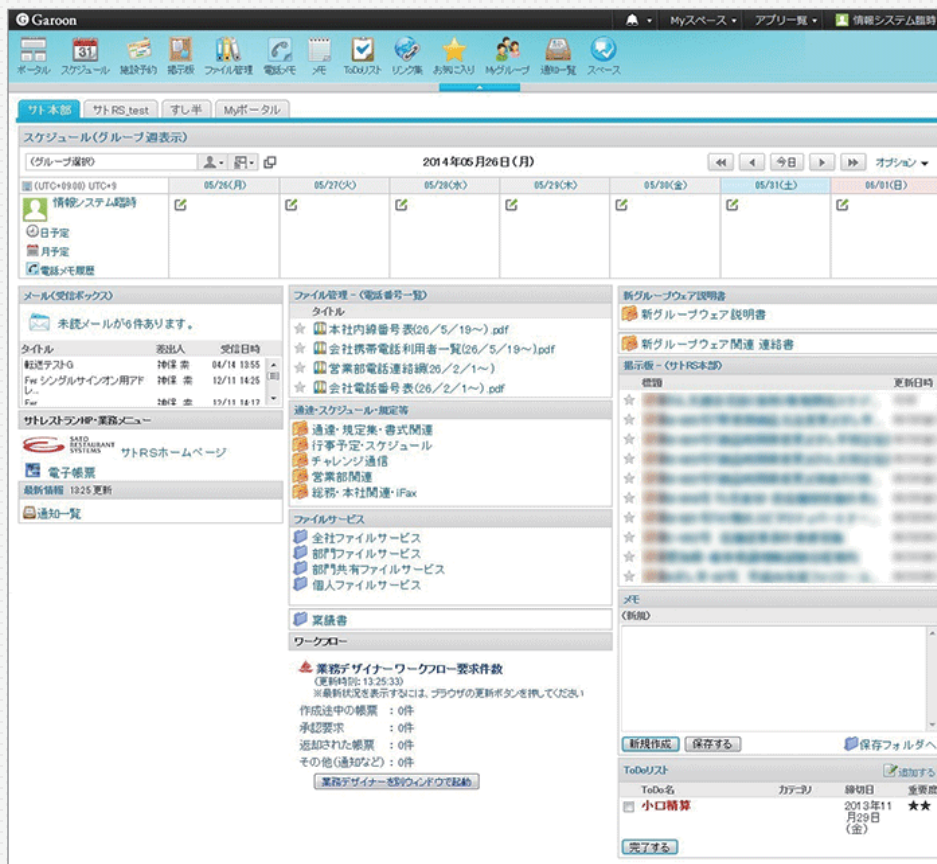 Garoon
Myスペース アプリ一覧 情報システム臨時
ポータル スケジュール 施設予約 掲示板 ファイル管理 電話メモ メモ ToDoリスト リンク集 お気に入り Myグループ 通知一覧 スペース
サト本部 サトRS_test すし半 Myポータル
スケジュール(グループ週表示)
(グループ選択) 2014年05月26日(月) 今日 オプション
(UTC+09:00) UTC+9 05/26(月) 05/27(火) 05/28(水) 05/29(木) 05/30(金) 05/31(土) 06/01(日)
情報システム臨時
日予定
月予定
電話メモ履歴
メール(受信ボックス)
未読メールが6件あります。
タイトル 差出人 受信日時
転送テストG 神保 崇 04/14 13:55
Fw: シングルサインオン用アドレ... 神保 崇 12/11 14:25
Fw: 神保 崇 12/11 14:17
サトレストランHP・業務メニュー
SATO RESTAURANT SYSTEMS サトRSホームページ
電子帳票
最新情報 13:25 更新
通知一覧
ファイル管理 - (電話番号一覧)
タイトル
本社内線番号表(26/5/19~).pdf
会社携帯電話利用者一覧(26/5/19~).pdf
営業部電話連絡網(26/2/1~)
会社電話番号表(26/2/1~).pdf
通達・スケジュール・規定等
通達・規定集・書式関連
行事予定・スケジュール
チャレンジ通信
営業部関連
総務・本社関連・iFax
ファイルサービス
全社ファイルサービス
部門ファイルサービス
部門共有ファイルサービス
個人ファイルサービス
稟議書
ワークフロー
業務デザイナー ワークフロー要求件数
(更新時刻: 13:25:33)
※最新状況を表示するには、ブラウザの更新ボタンを押してください
作成途中の帳票 : 0件
承認要求 : 0件
返却された帳票 : 0件
その他(通知など) : 0件
業務デザイナーを別ウィンドウで起動
新グループウェア説明書
新グループウェア説明書
新グループウェア関連 連絡書
掲示板 - (サトRS本部)
標題 更新日時
メモ
(新規)
新規作成 保存する 保存フォルダへ
ToDoリスト 追加する
ToDo名 カテゴリ 締切日 重要度
小口精算 2013年11月29日(金) ★★
完了する